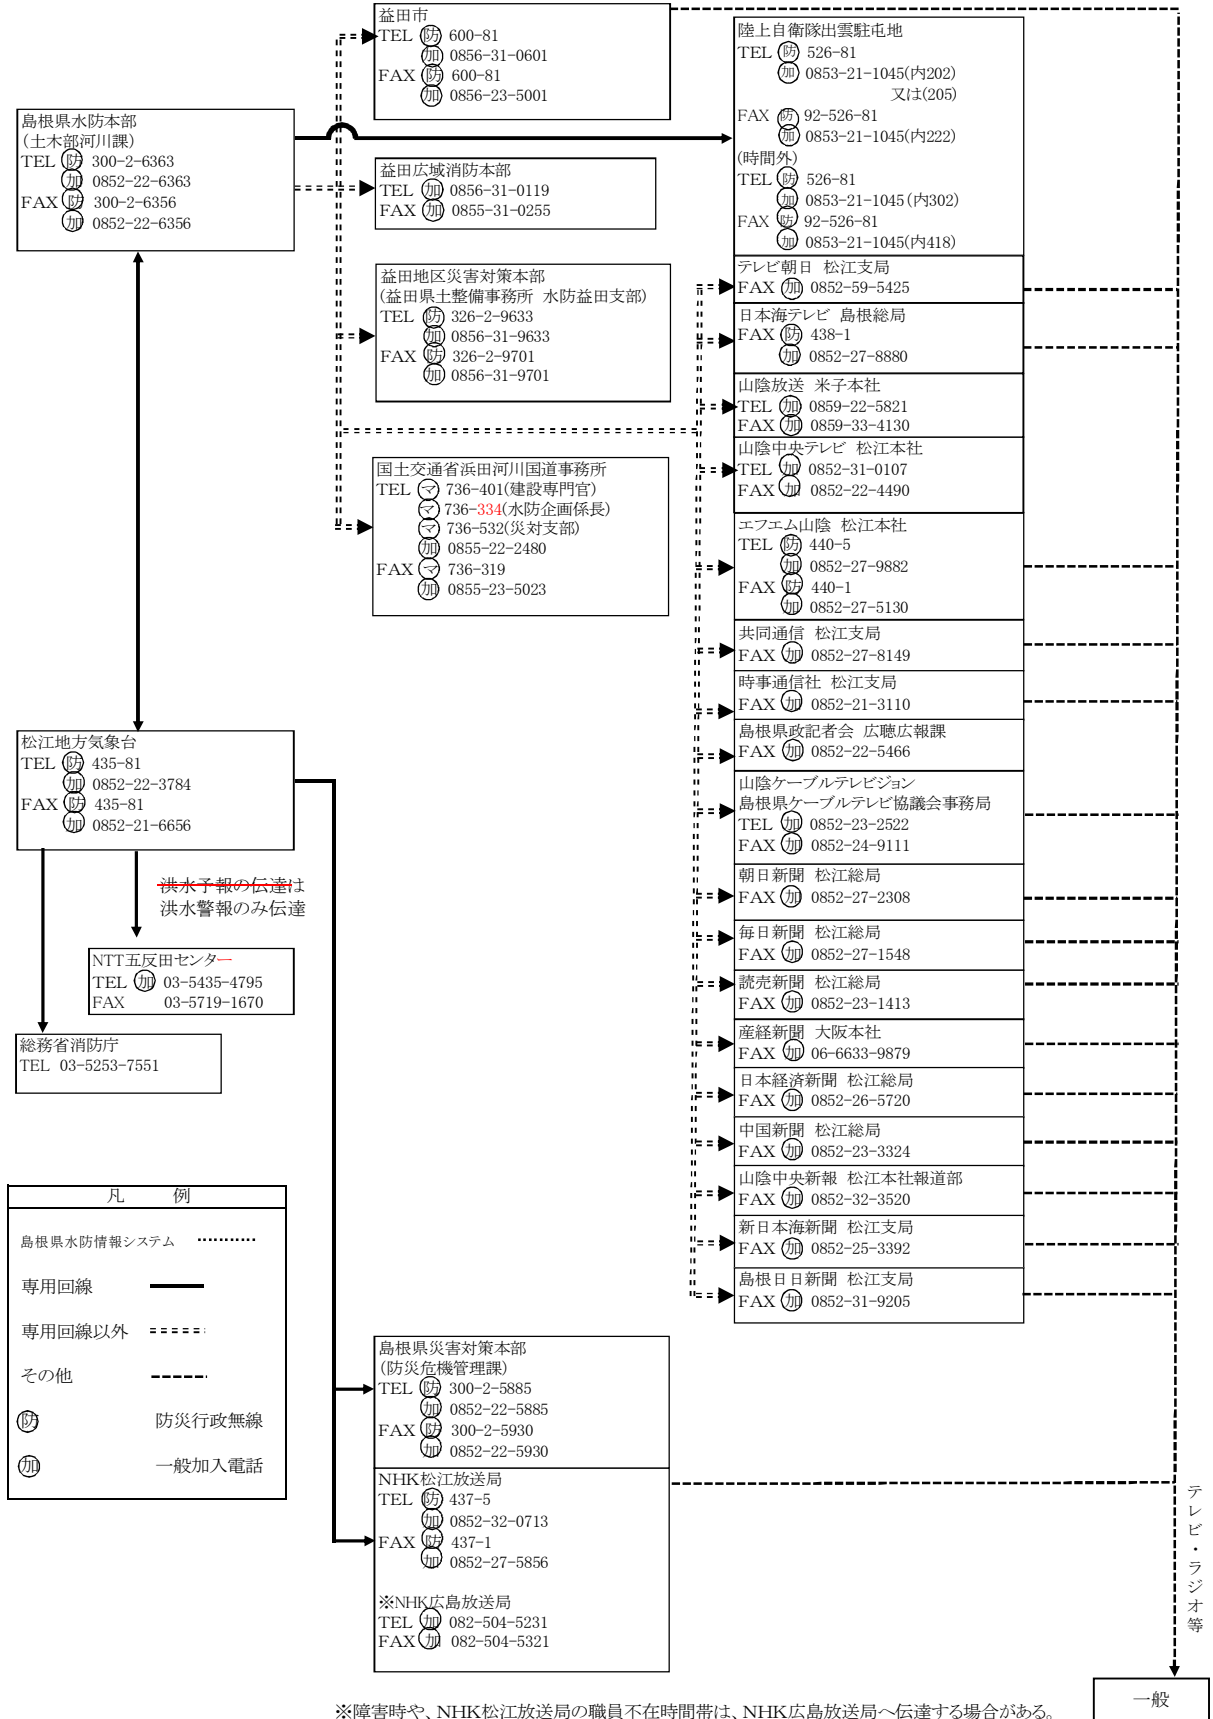 益田市
TEL 防 600-81
加 0856-31-0601
FAX 防 600-81
加 0856-23-5001
島根県水防本部
(土木部河川課)
TEL 防 300-2-6363
加 0852-22-6363
FAX 防 300-2-6356
加 0852-22-6356
益田広域消防本部
TEL 加 0856-31-0119
FAX 加 0855-31-0255
益田地区災害対策本部
(益田県土整備事務所 水防益田支部)
TEL 防 326-2-9633
加 0856-31-9633
FAX 防 326-2-9701
加 0856-31-9701
国土交通省浜田河川国道事務所
TEL マ 736-401(建設専門官)
マ 736-334(水防企画係長)
マ 736-532(災対支部)
加 0855-22-2480
FAX マ 736-319
加 0855-23-5023
陸上自衛隊出雲駐屯地
TEL 防 526-81
加 0853-21-1045(内202)
又は(205)
FAX 防 92-526-81
加 0853-21-1045(内222)
(時間外)
TEL 防 526-81
加 0853-21-1045(内302)
FAX 防 92-526-81
加 0853-21-1045(内418)
テレビ朝日 松江支局
FAX 加 0852-59-5425
日本海テレビ 島根総局
FAX 防 438-1
加 0852-27-8880
山陰放送 米子本社
TEL 加 0859-22-5821
FAX 加 0859-33-4130
山陰中央テレビ 松江本社
TEL 加 0852-31-0107
FAX 加 0852-22-4490
エフエム山陰 松江本社
TEL 防 440-5
加 0852-27-9882
FAX 防 440-1
加 0852-27-5130
共同通信 松江支局
FAX 加 0852-27-8149
時事通信社 松江支局
FAX 加 0852-21-3110
島根県政記者会 広聴広報課
FAX 加 0852-22-5466
山陰ケーブルテレビジョン
島根県ケーブルテレビ協議会事務局
TEL 加 0852-23-2522
FAX 加 0852-24-9111
朝日新聞 松江総局
FAX 加 0852-27-2308
毎日新聞 松江総局
FAX 加 0852-27-1548
読売新聞 松江総局
FAX 加 0852-23-1413
産経新聞 大阪本社
FAX 加 06-6633-9879
日本経済新聞 松江総局
FAX 加 0852-26-5720
中国新聞 松江総局
FAX 加 0852-23-3324
山陰中央新報 松江本社報道部
FAX 加 0852-32-3520
新日本海新聞 松江支局
FAX 加 0852-25-3392
島根日日新聞 松江支局
FAX 加 0852-31-9205
松江地方気象台
TEL 防 435-81
加 0852-22-3784
FAX 防 435-81
加 0852-21-6656
洪水予報の伝達は
洪水警報のみ伝達
NTT五反田センター
TEL 加 03-5435-4795
FAX 03-5719-1670
総務省消防庁
TEL 03-5253-7551
凡 例
島根県水防情報システム
専用回線
専用回線以外
その他
防 防災行政無線
加 一般加入電話
島根県災害対策本部
(防災危機管理課)
TEL 防 300-2-5885
加 0852-22-5885
FAX 防 300-2-5930
加 0852-22-5930
NHK松江放送局
TEL 防 437-5
加 0852-32-0713
FAX 防 437-1
加 0852-27-5856
※NHK広島放送局
TEL 加 082-504-5231
FAX 加 082-504-5321
テレビ・ラジオ等
一般
※障害時や、NHK松江放送局の職員不在時間帯は、NHK広島放送局へ伝達する場合がある。